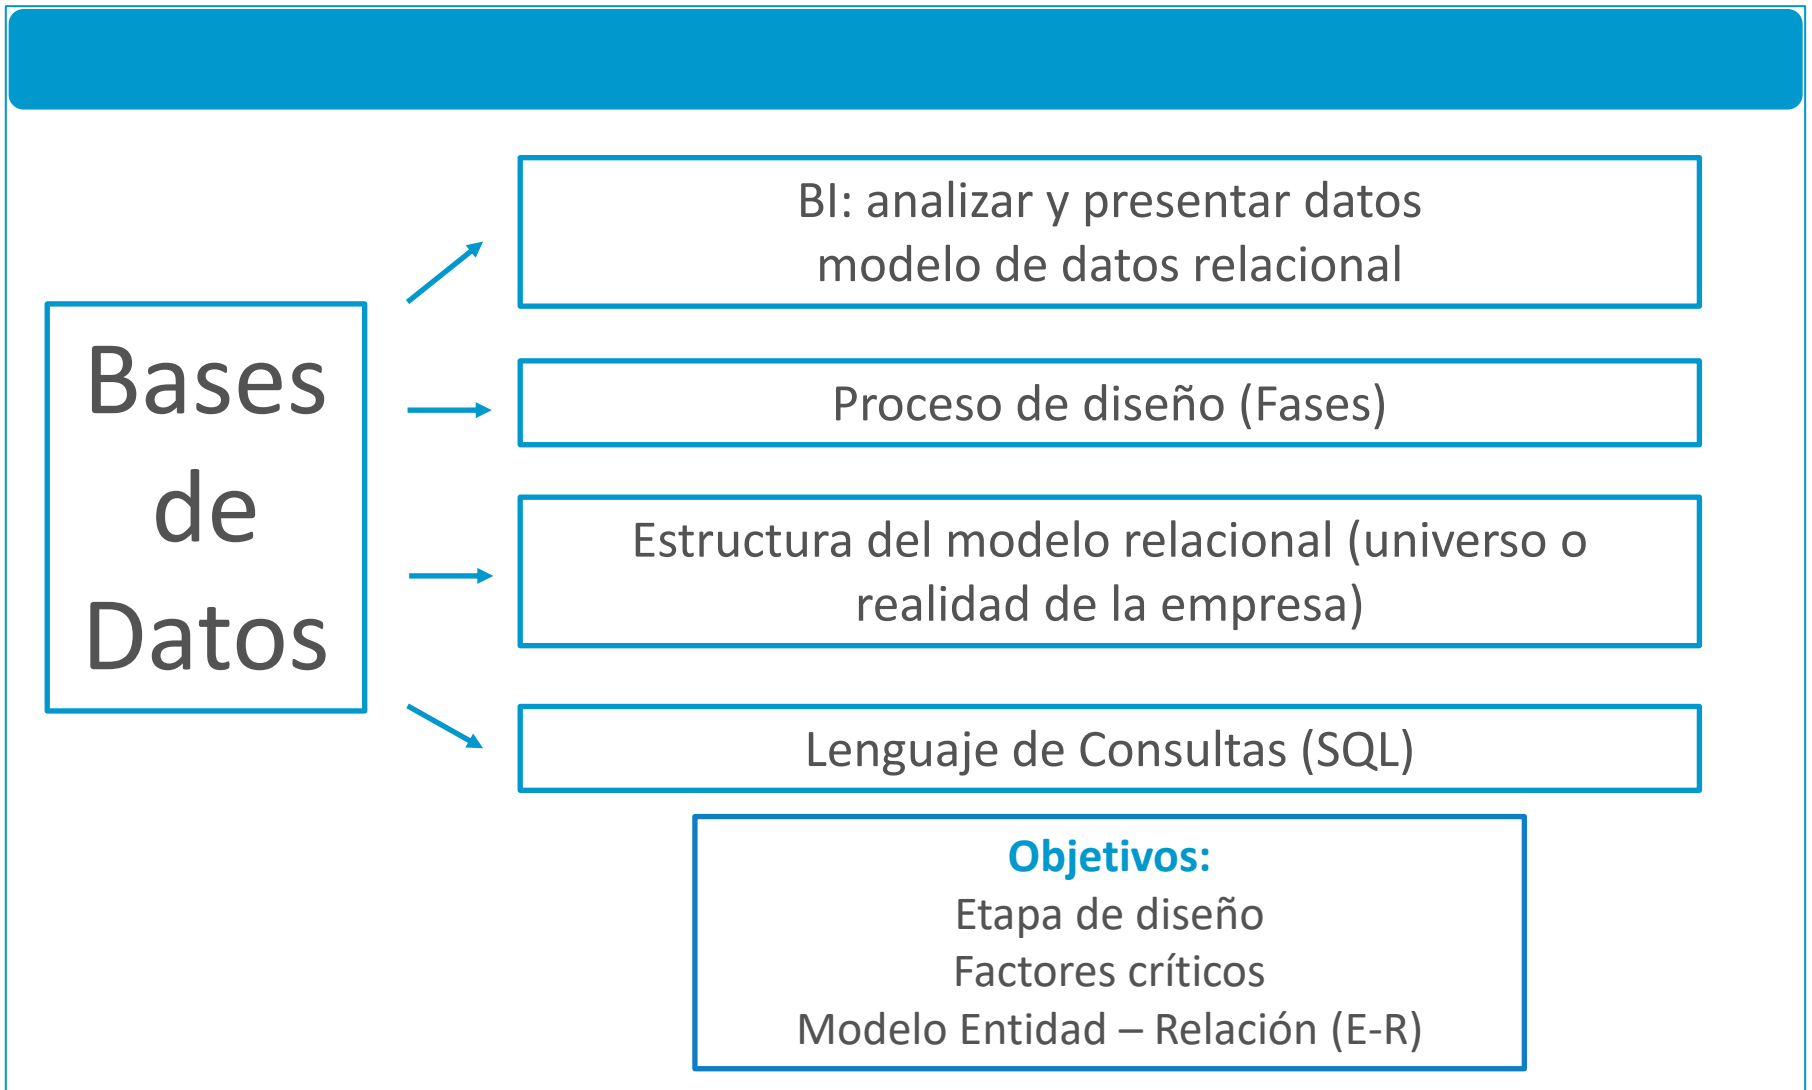 BI: analizar y presentar datos
modelo de datos relacional
Bases
de
Datos
Proceso de diseño (Fases)
Estructura del modelo relacional (universo o
realidad de la empresa)
Lenguaje de Consultas (SQL)
Objetivos:
Etapa de diseño
Factores críticos
Modelo Entidad – Relación (E-R)